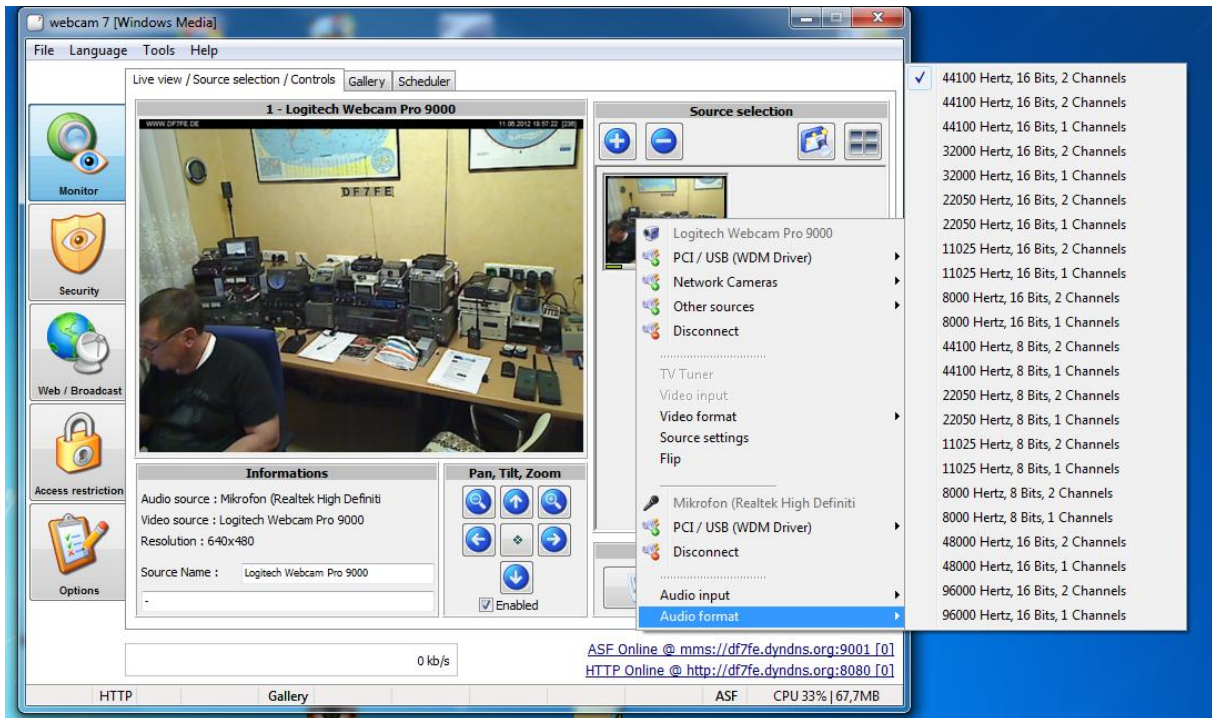 webcam 7 [Windows Media]
File Language Tools Help
Live view / Source selection / Controls Gallery Scheduler
Monitor
Security
Web / Broadcast
Access restriction
Options
1 - Logitech Webcam Pro 9000
WWW.DF7FE.DE 11.06.2012 18:57:22 [236]
DF7FE
Informations
Audio source : Mikrofon (Realtek High Definiti
Video source : Logitech Webcam Pro 9000
Resolution : 640x480
Source Name : Logitech Webcam Pro 9000
-
Pan, Tilt, Zoom
Enabled
Source selection
Logitech Webcam Pro 9000
PCI / USB (WDM Driver)
Network Cameras
Other sources
Disconnect
TV Tuner
Video input
Video format
Source settings
Flip
Mikrofon (Realtek High Definiti
PCI / USB (WDM Driver)
Disconnect
Audio input
Audio format
44100 Hertz, 16 Bits, 2 Channels
44100 Hertz, 16 Bits, 2 Channels
44100 Hertz, 16 Bits, 1 Channels
32000 Hertz, 16 Bits, 2 Channels
32000 Hertz, 16 Bits, 1 Channels
22050 Hertz, 16 Bits, 2 Channels
22050 Hertz, 16 Bits, 1 Channels
11025 Hertz, 16 Bits, 2 Channels
11025 Hertz, 16 Bits, 1 Channels
8000 Hertz, 16 Bits, 2 Channels
8000 Hertz, 16 Bits, 1 Channels
44100 Hertz, 8 Bits, 2 Channels
44100 Hertz, 8 Bits, 1 Channels
22050 Hertz, 8 Bits, 2 Channels
22050 Hertz, 8 Bits, 1 Channels
11025 Hertz, 8 Bits, 2 Channels
11025 Hertz, 8 Bits, 1 Channels
8000 Hertz, 8 Bits, 2 Channels
8000 Hertz, 8 Bits, 1 Channels
48000 Hertz, 16 Bits, 2 Channels
48000 Hertz, 16 Bits, 1 Channels
96000 Hertz, 16 Bits, 2 Channels
96000 Hertz, 16 Bits, 1 Channels
0 kb/s
ASF Online @ mms://df7fe.dyndns.org:9001 [0]
HTTP Online @ http://df7fe.dyndns.org:8080 [0]
HTTP Gallery ASF CPU 33% | 67,7MB